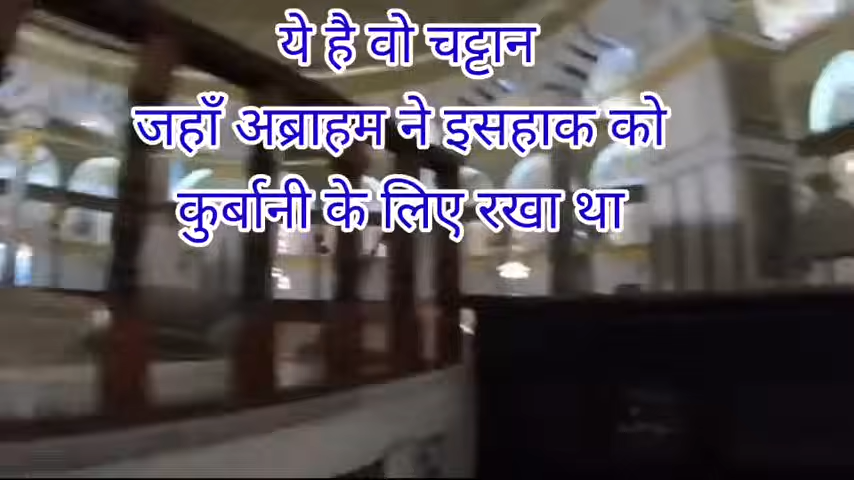 ये है वो चट्टान
जहाँ अब्राहम ने इसहाक को
कुर्बानी के लिए रखा था